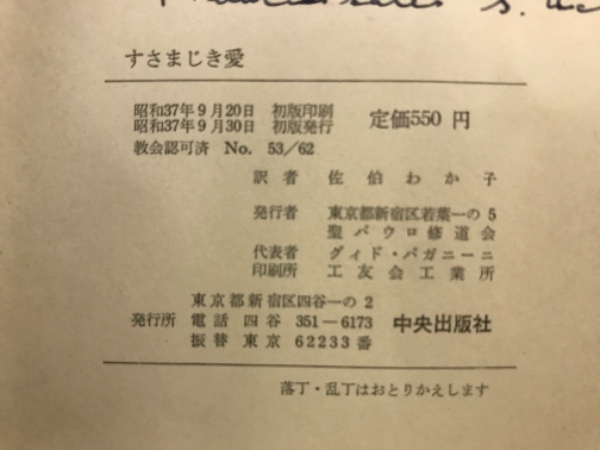 すさまじき愛
昭和37年9月20日 初版印刷
昭和37年9月30日 初版発行
定価550円
教会認可済 No. 53/62
訳者 佐伯わか子
発行者 東京都新宿区若葉一の5
聖パウロ修道会
代表者 グィド・パガニーニ
印刷所 工友会工業所
東京都新宿区四谷一の2
発行所 電話 四谷 351-6173 中央出版社
振替 東京 62233番
落丁・乱丁はおとりかえします